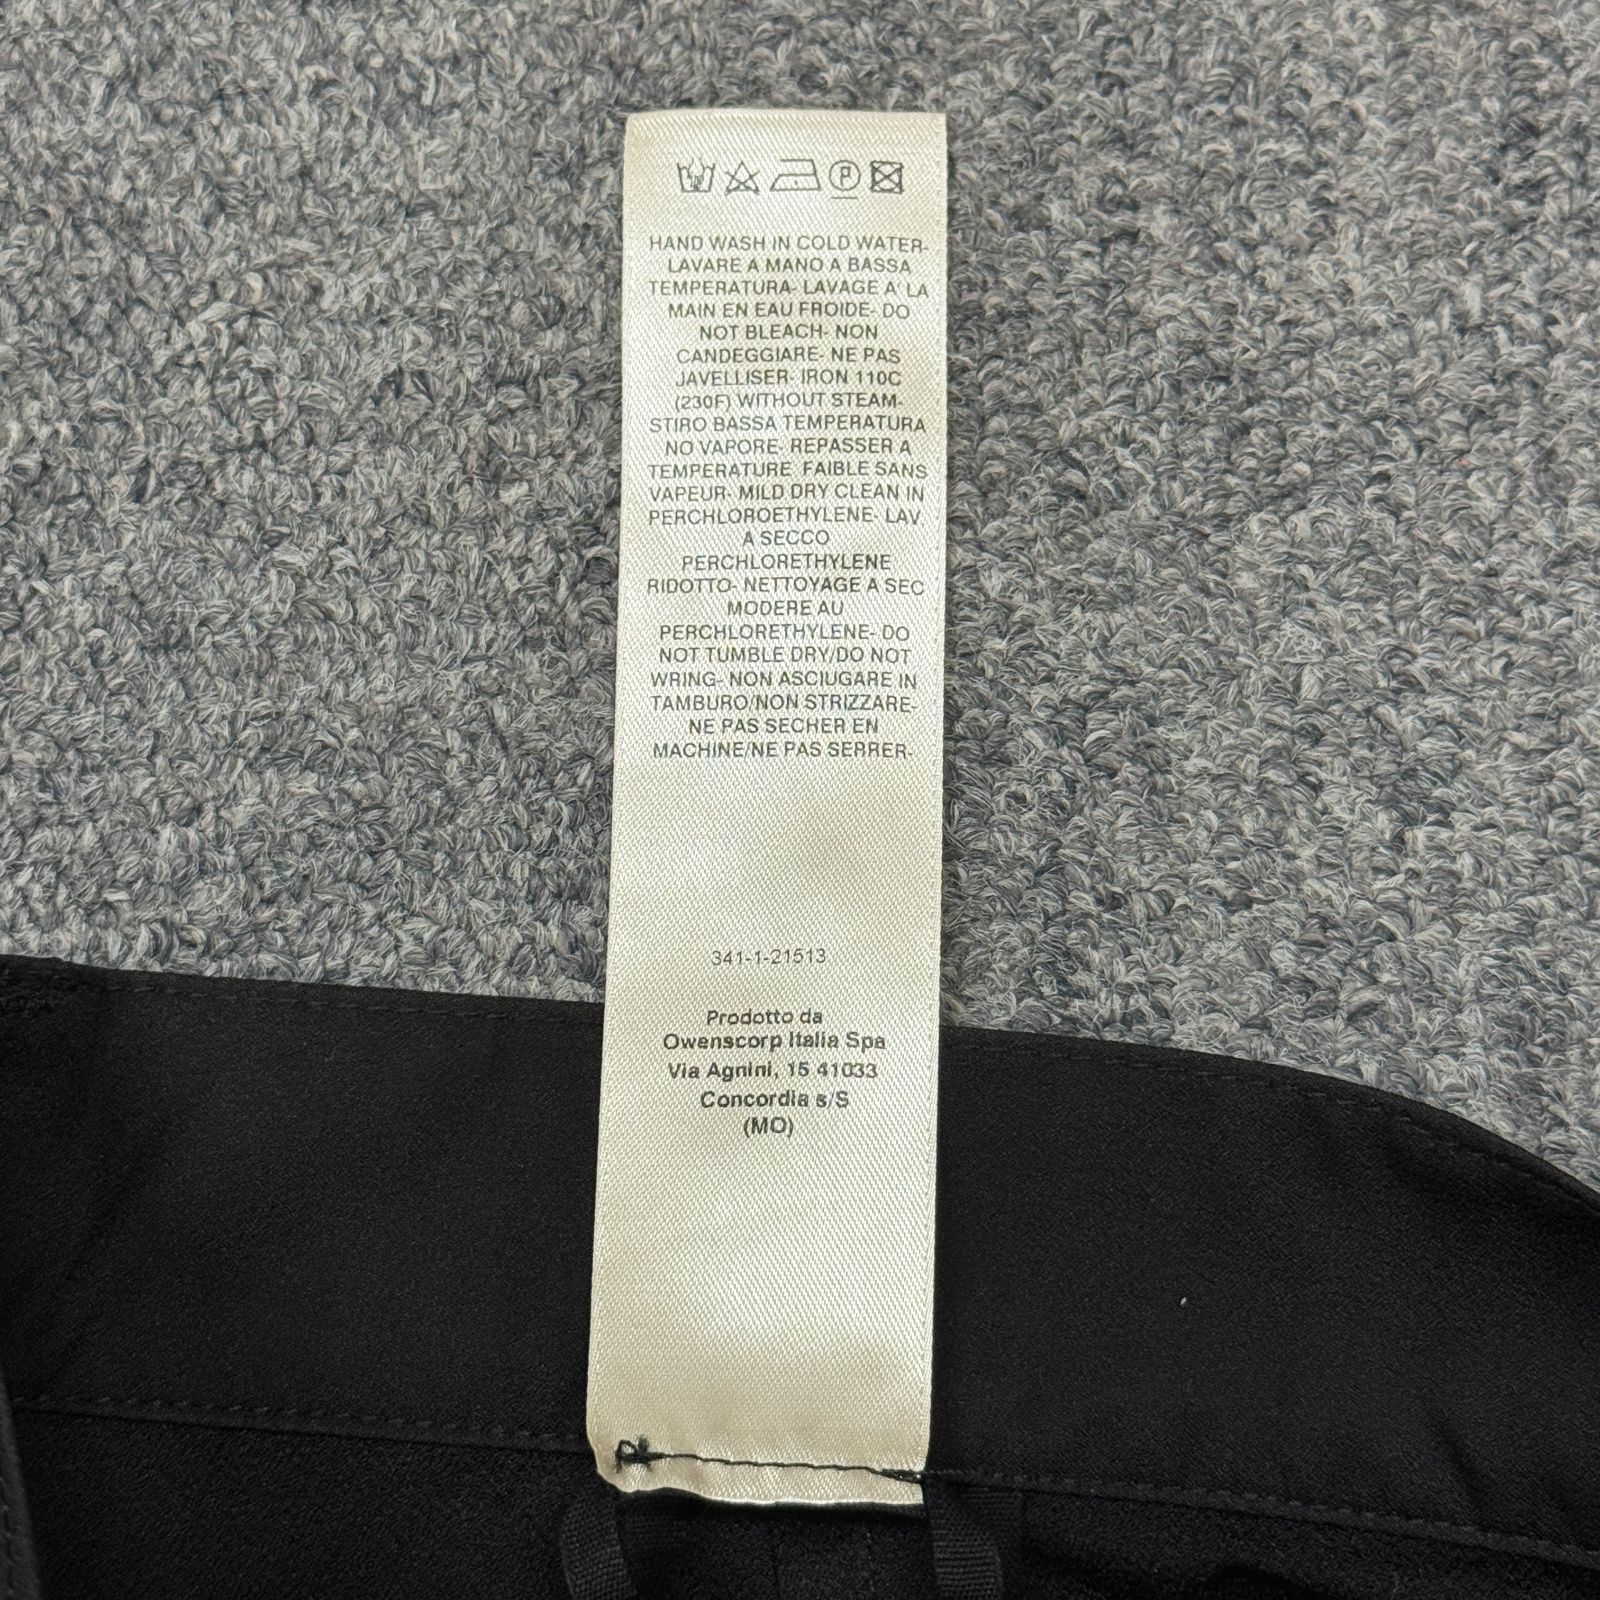 P
HAND WASH IN COLD WATER-
LAVARE A MANO A BASSA
TEMPERATURA- LAVAGE A LA
MAIN EN EAU FROIDE- DO
NOT BLEACH- NON
CANDEGGIARE- NE PAS
JAVELLISER- IRON 110C
(230F) WITHOUT STEAM-
STIRO BASSA TEMPERATURA
NO VAPORE- REPASSER A
TEMPERATURE FAIBLE SANS
VAPEUR- MILD DRY CLEAN IN
PERCHLOROETHYLENE- LAV.
A SECCO
PERCHLORETHYLENE
RIDOTTO- NETTOYAGE A SEC
MODERE AU
PERCHLORETHYLENE- DO
NOT TUMBLE DRY/DO NOT
WRING- NON ASCIUGARE IN
TAMBURO/NON STRIZZARE-
NE PAS SECHER EN
MACHINE/NE PAS SERRER-
341-1-21513
Prodotto da
Owenscorp Italia Spa
Via Agnini, 15 41033
Concordia s/S
(MO)